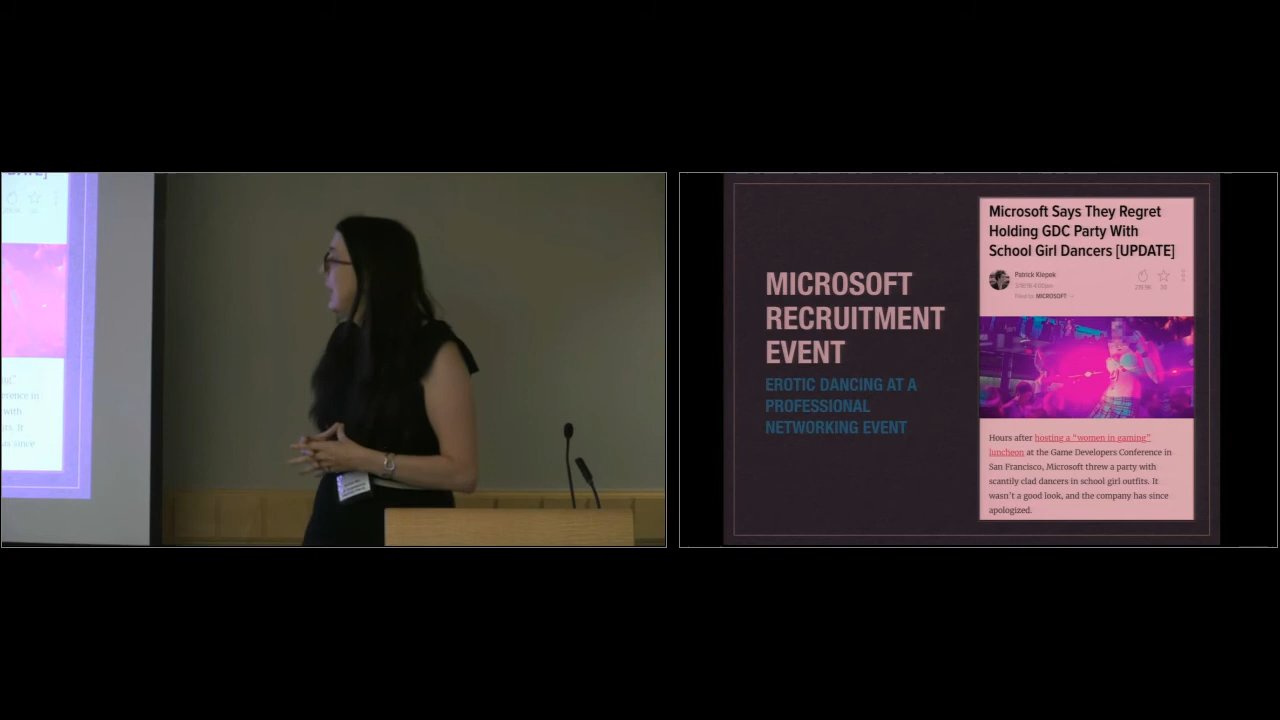 DATE]
MICROSOFT
RECRUITMENT
EVENT
EROTIC DANCING AT A
PROFESSIONAL
NETWORKING EVENT
Microsoft Says They Regret
Holding GDC Party With
School Girl Dancers [UPDATE]
Patrick Klepek
Filed to: MICROSOFT
Hours after hosting a "women in gaming"
luncheon at the Game Developers Conference in
San Francisco, Microsoft threw a party with
scantily clad dancers in school girl outfits. It
wasn't a good look, and the company has since
apologized.